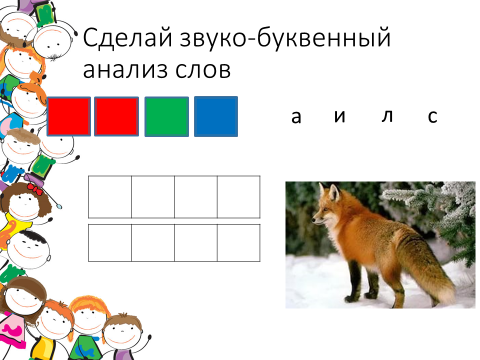 Сделай звуко-буквенный
анализ слов
а и л с